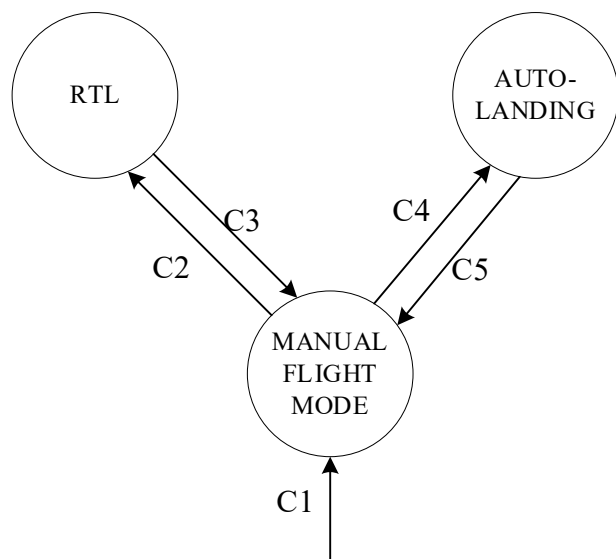 RTL
AUTO-
LANDING
C3
C4
C2
C5
MANUAL
FLIGHT
MODE
C1